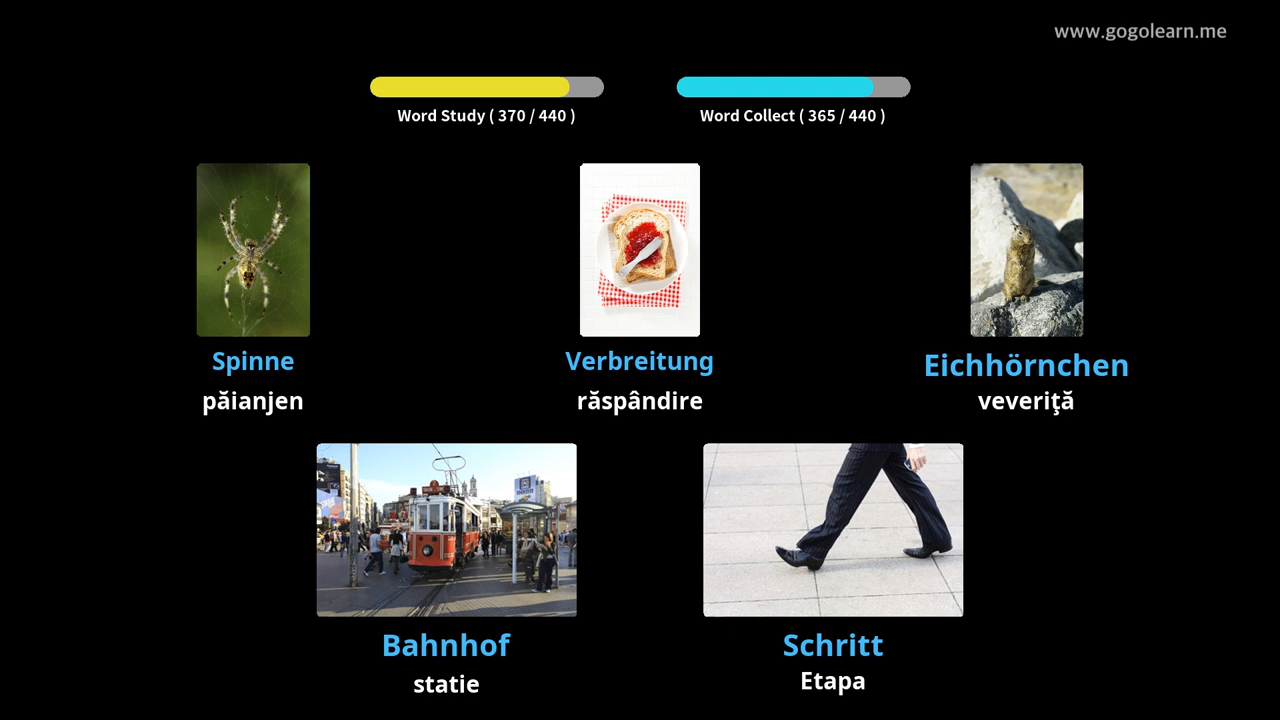 www.gogolearn.me
Word Study ( 370 / 440 )
Word Collect ( 365 / 440 )
Spinne
Verbreitung
Eichhörnchen
păianjen
răspândire
veveriţă
Bahnhof
Schritt
statie
Etapa